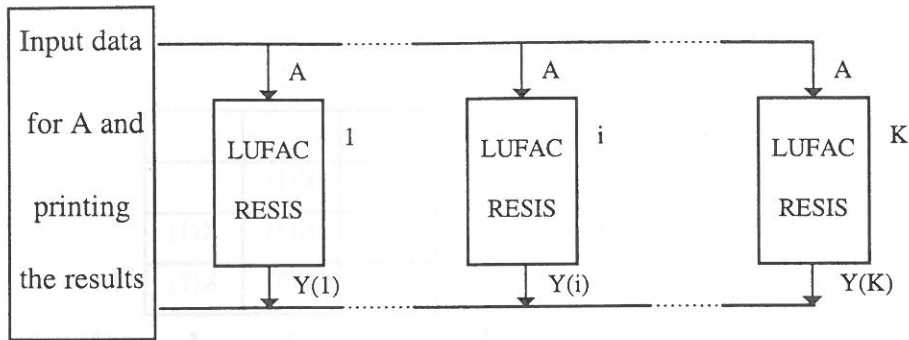 Input data
for A and
printing
the results
A
A
A
LUFAC
RESIS
1
LUFAC
RESIS
i
LUFAC
RESIS
K
Y(1)
Y(i)
Y(K)